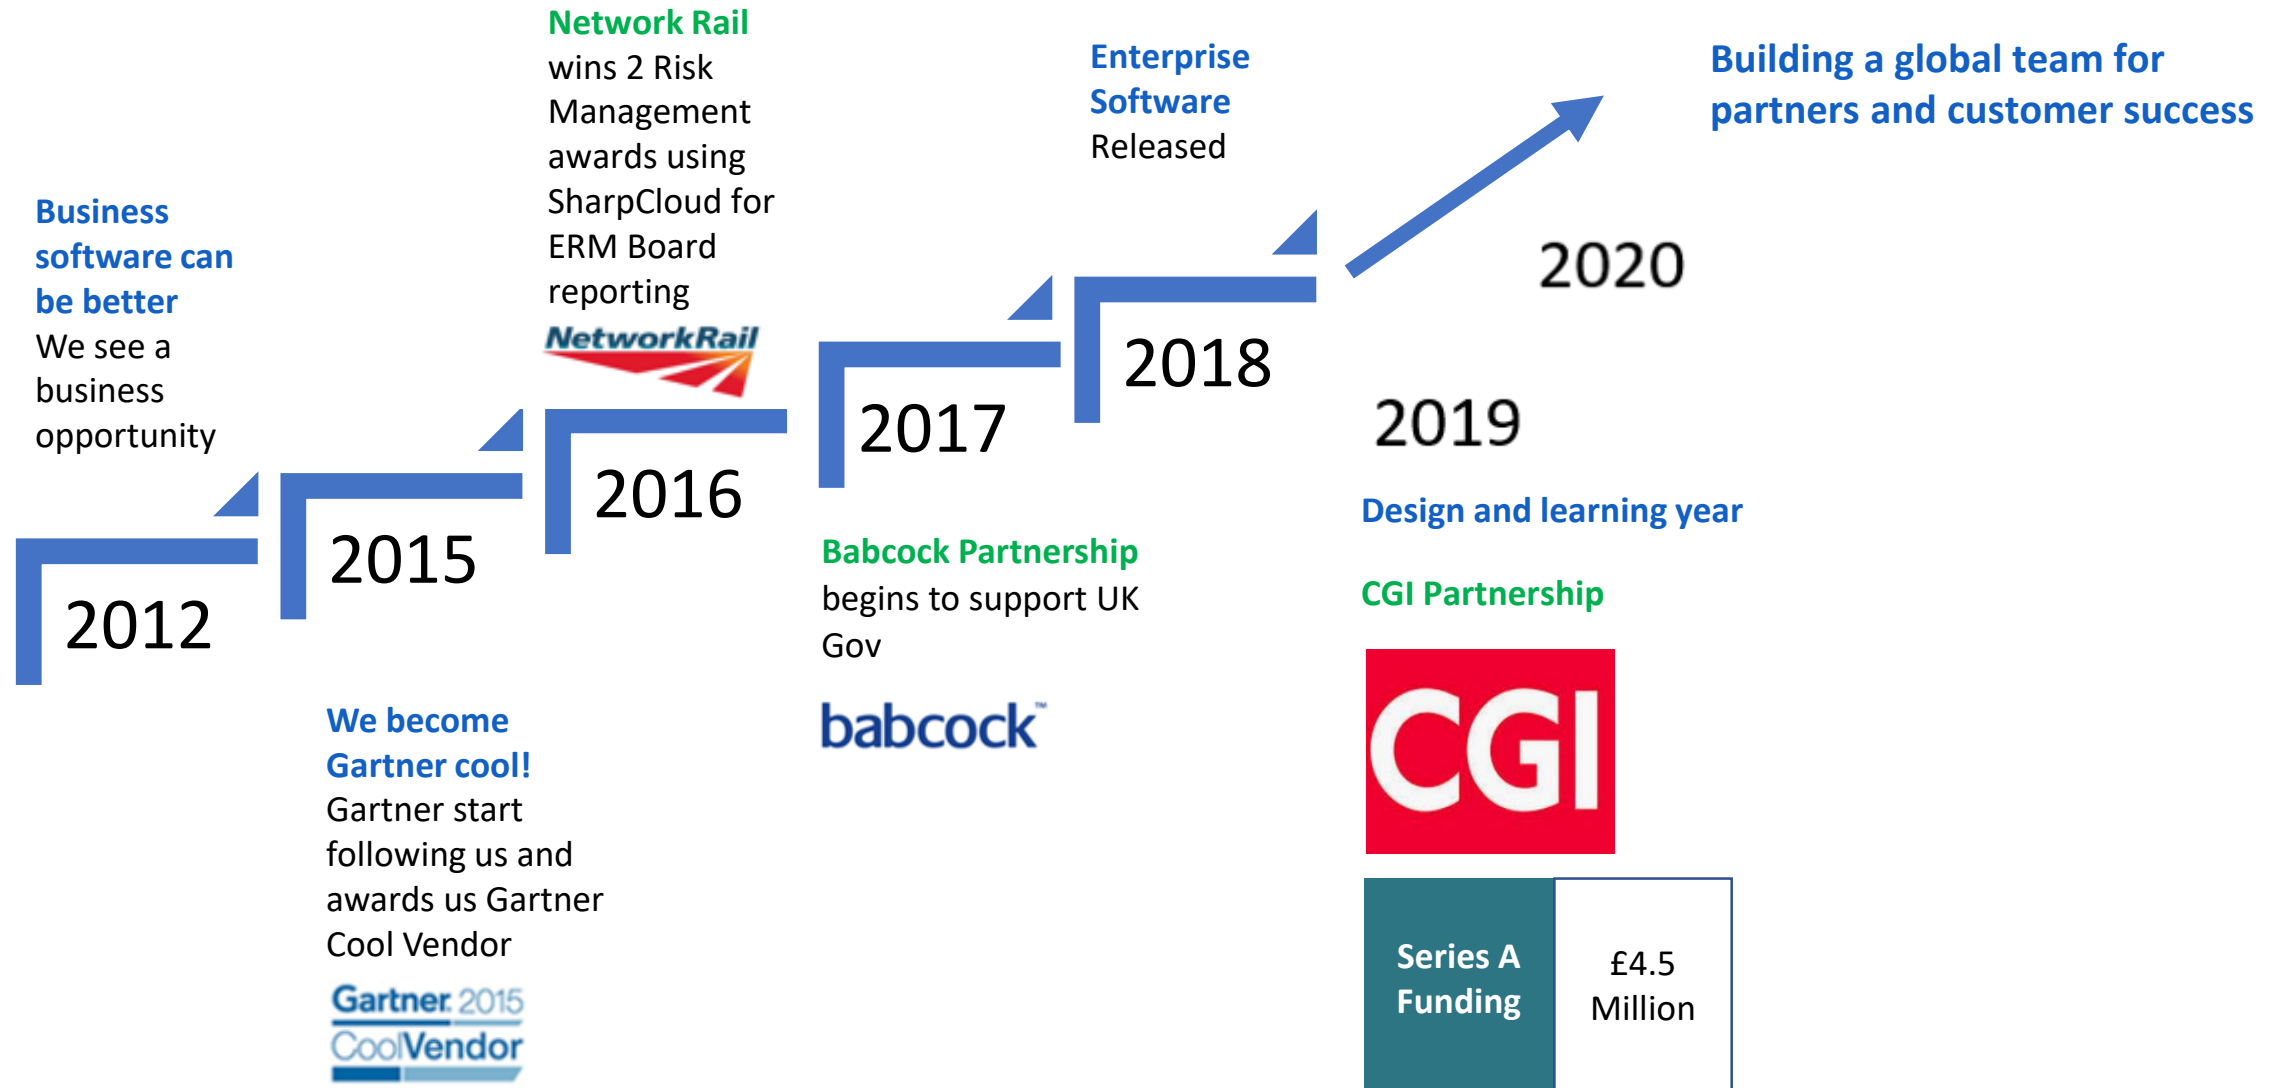 Business
software can
be better
We see a
business
opportunity
2012
2015
We become
Gartner cool!
Gartner start
following us and
awards us Gartner
Cool Vendor
Gartner. 2015
CoolVendor
Network Rail
wins 2 Risk
Management
awards using
SharpCloud for
ERM Board
reporting
NetworkRail
2016
2017
Babcock Partnership
begins to support UK
Gov
babcock™
Enterprise
Software
Released
2018
2019
Design and learning year
CGI Partnership
CGI
Series A
Funding
£4.5
Million
Building a global team for
partners and customer success
2020